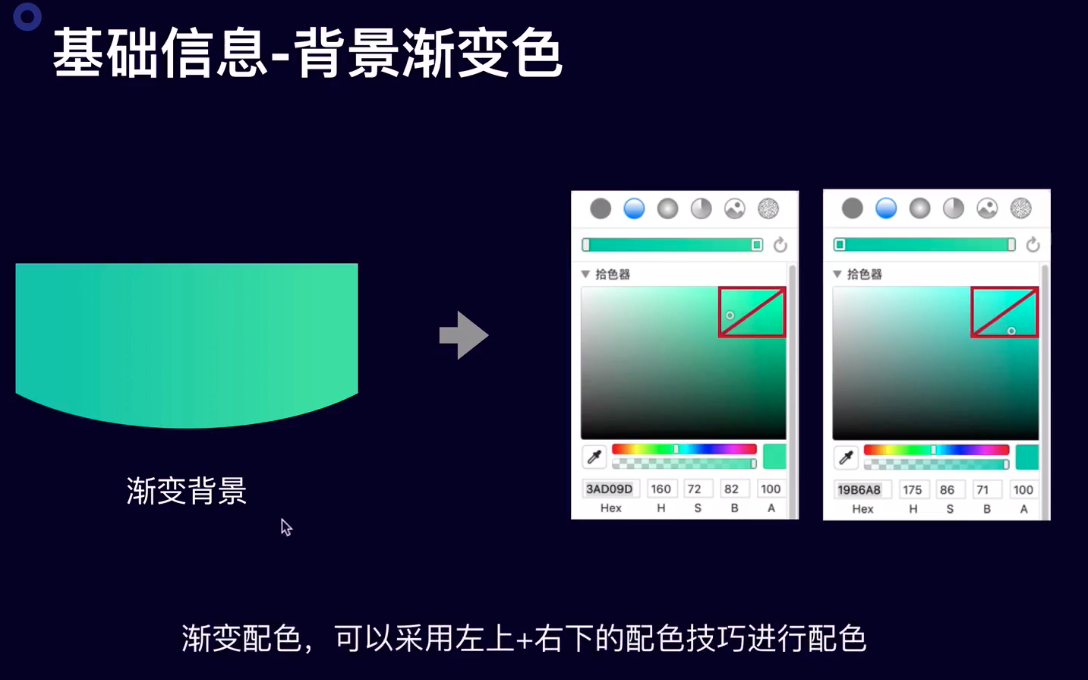 基础信息-背景渐变色
拾色器
拾色器
3AD09D 160 72 82 100
Hex H S B A
19B6A8 175 86 71 100
Hex H S B A
渐变背景
渐变配色，可以采用左上+右下的配色技巧进行配色